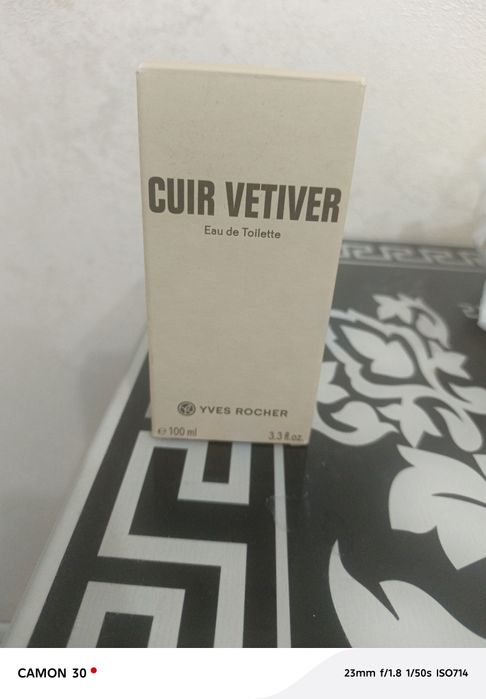 CUIR VETIVER
Eau de Toilette
YVES ROCHER
℮ 100 ml 3.3 fl.oz.
CAMON 30
23mm f/1.8 1/50s ISO714